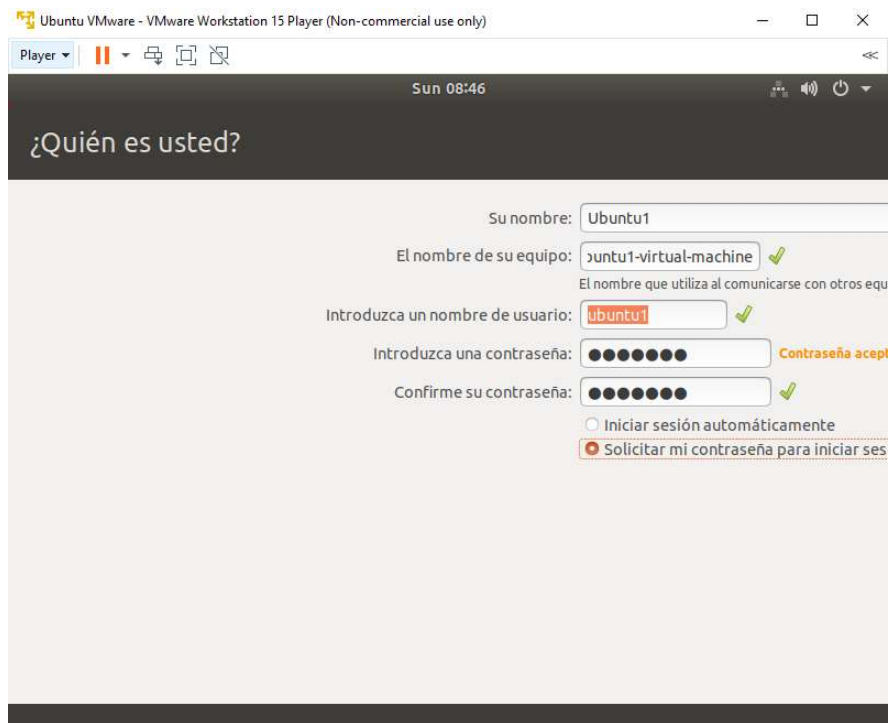 Ubuntu VMware - VMware Workstation 15 Player (Non-commercial use only)
Player
Sun 08:46
¿Quién es usted?
Su nombre: Ubuntu1
El nombre de su equipo: ountu1-virtual-machine
El nombre que utiliza al comunicarse con otros equ
Introduzca un nombre de usuario: ubuntu1
Introduzca una contraseña: ●●●●●●● Contraseña acept
Confirme su contraseña: ●●●●●●●
Iniciar sesión automáticamente
Solicitar mi contraseña para iniciar ses